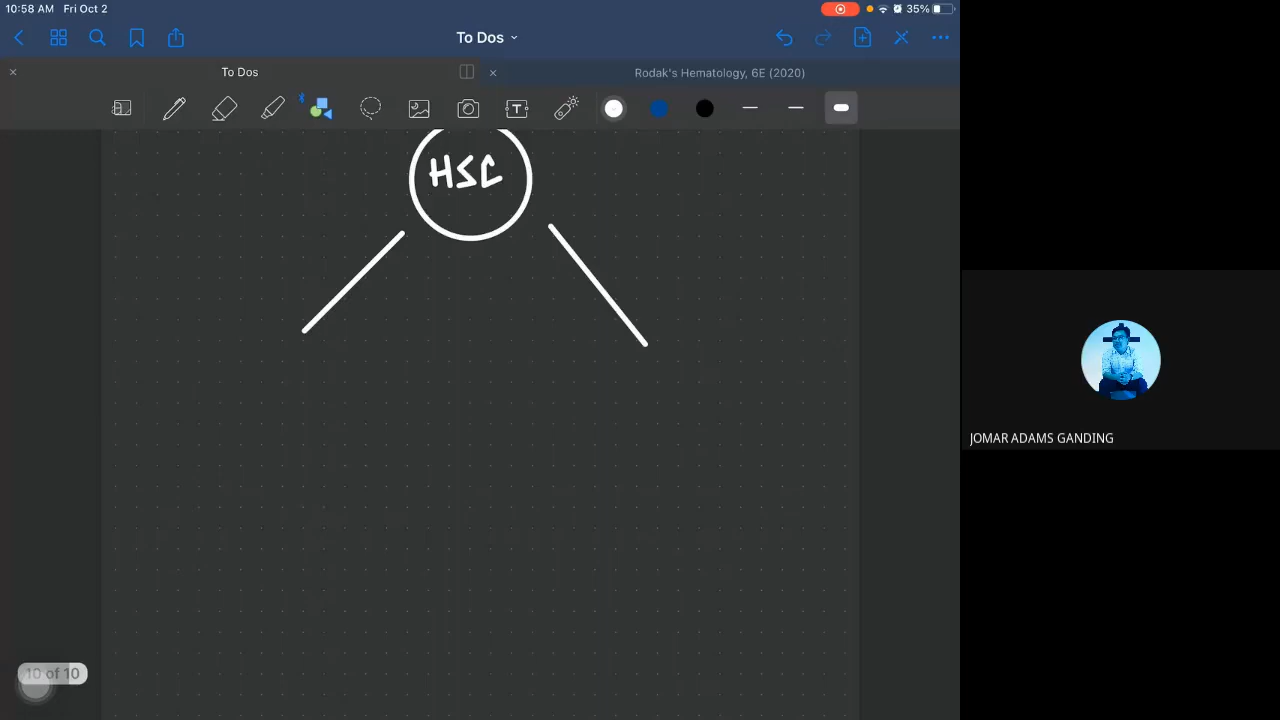 10:58 AM Fri Oct 2
35%
To Dos
To Dos
Rodak's Hematology, 6E (2020)
T
HSC
JOMAR ADAMS GANDING
10 of 10